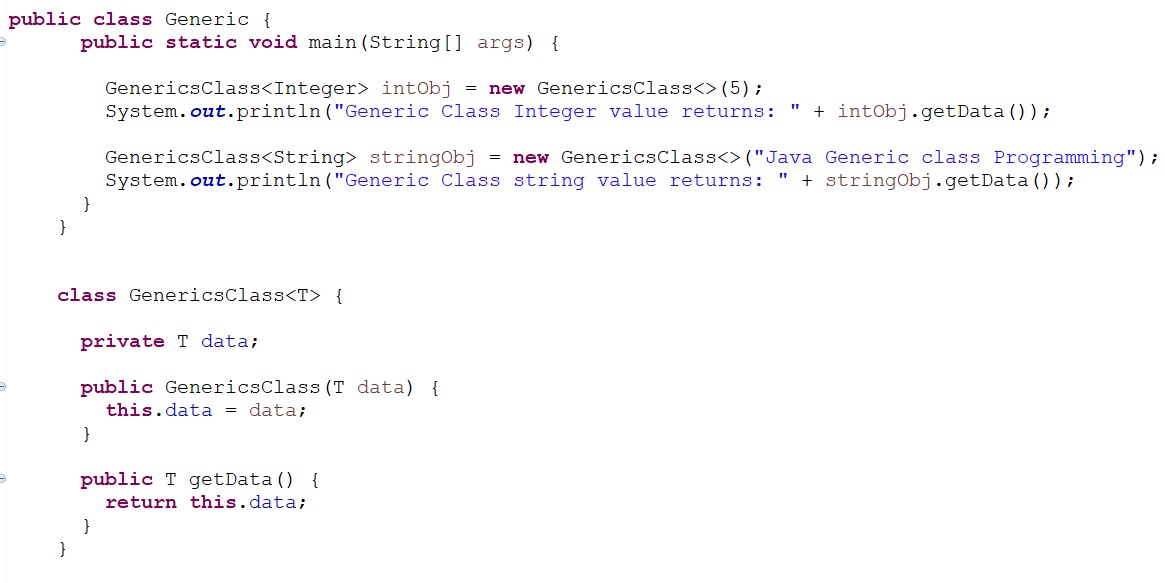 public class Generic {
public static void main(String[] args) {
GenericsClass<Integer> intObj = new GenericsClass<>(5);
System.out.println("Generic Class Integer value returns: " + intObj.getData());
GenericsClass<String> stringObj = new GenericsClass<>("Java Generic class Programming");
System.out.println("Generic Class string value returns: " + stringObj.getData());
}
}
class GenericsClass<T> {
private T data;
public GenericsClass(T data) {
this.data = data;
}
public T getData() {
return this.data;
}
}